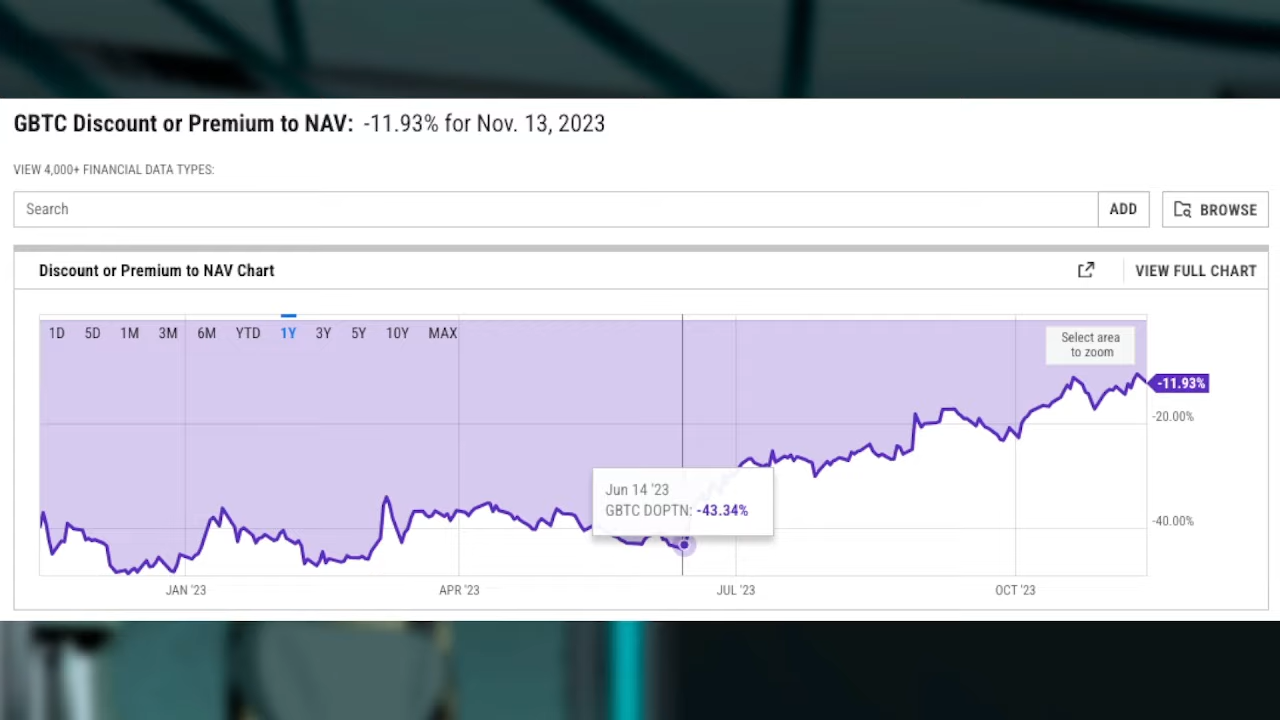 GBTC Discount or Premium to NAV: -11.93% for Nov. 13, 2023
VIEW 4,000+ FINANCIAL DATA TYPES:
Search ADD BROWSE
Discount or Premium to NAV Chart VIEW FULL CHART
1D 5D 1M 3M 6M YTD 1Y 3Y 5Y 10Y MAX
Select area
to zoom
-11.93%
-20.00%
Jun 14 '23
GBTC DOPTN: -43.34%
-40.00%
JAN '23 APR '23 JUL '23 OCT '23